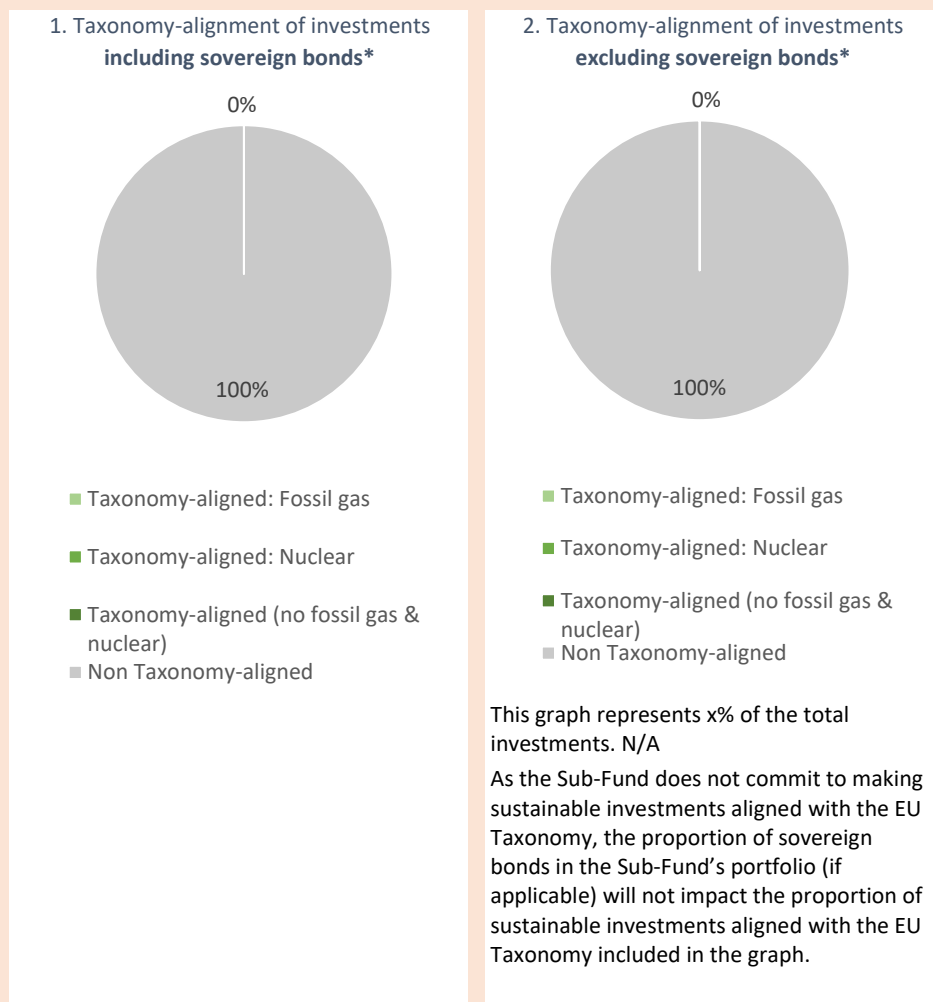 1. Taxonomy-alignment of investments
including sovereign bonds*
0%
100%
Taxonomy-aligned: Fossil gas
Taxonomy-aligned: Nuclear
Taxonomy-aligned (no fossil gas &
nuclear)
Non Taxonomy-aligned
2. Taxonomy-alignment of investments
excluding sovereign bonds*
0%
100%
Taxonomy-aligned: Fossil gas
Taxonomy-aligned: Nuclear
Taxonomy-aligned (no fossil gas &
nuclear)
Non Taxonomy-aligned
This graph represents x% of the total
investments. N/A
As the Sub-Fund does not commit to making
sustainable investments aligned with the EU
Taxonomy, the proportion of sovereign
bonds in the Sub-Fund’s portfolio (if
applicable) will not impact the proportion of
sustainable investments aligned with the EU
Taxonomy included in the graph.